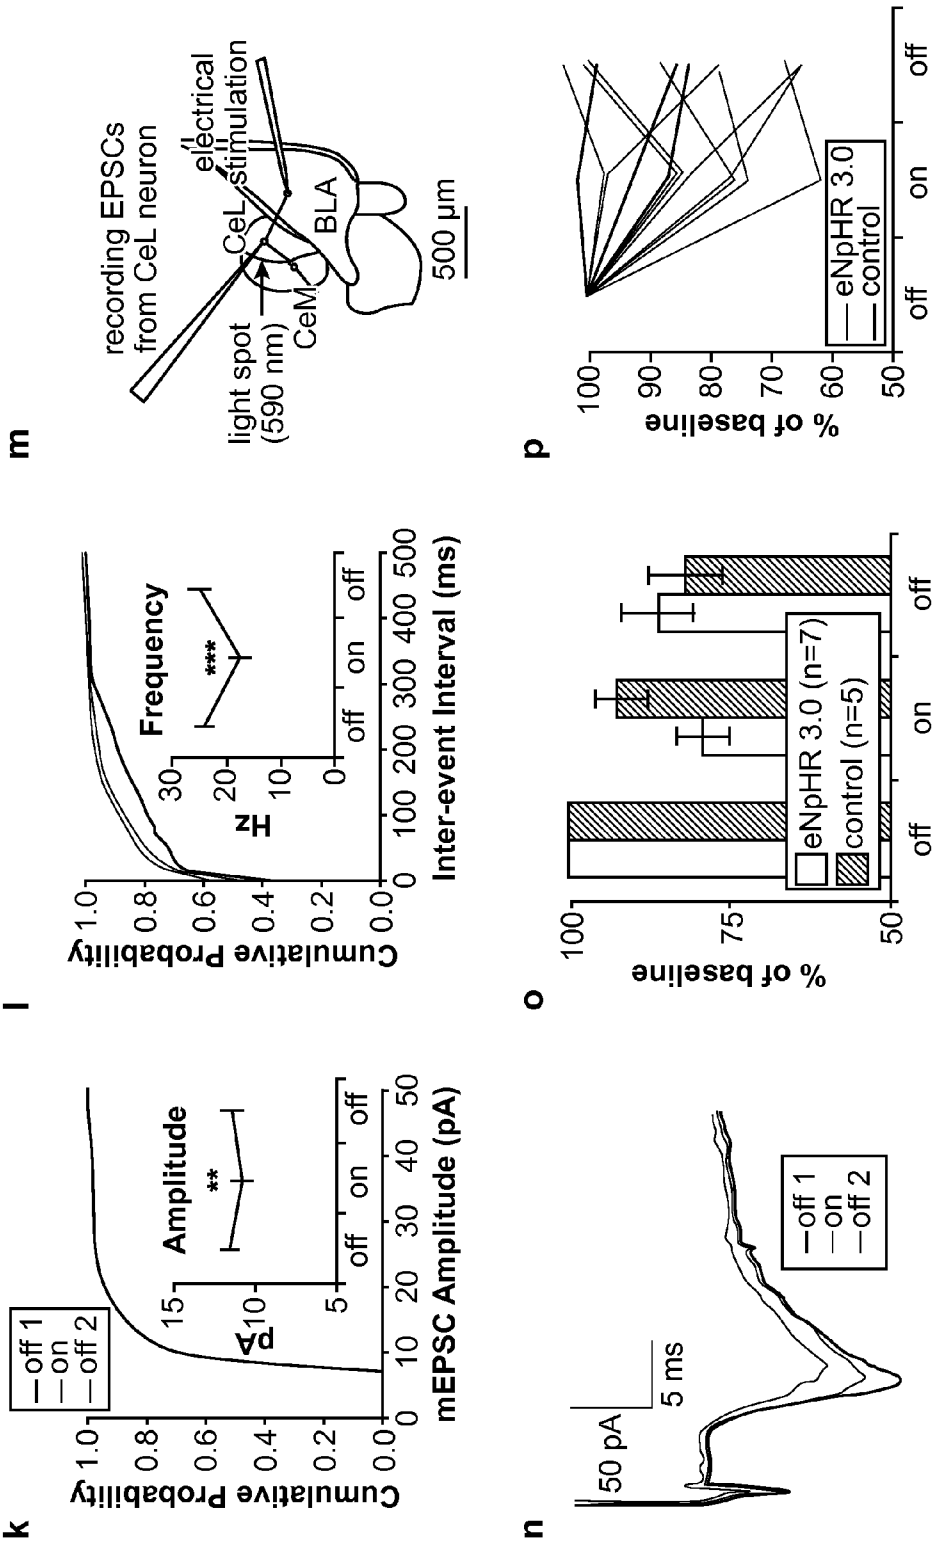 k
off 1
on
off 2
Cumulative Probability
1.0
0.8
0.6
0.4
0.2
0.0
0
10
20
30
40
50
mEPSC Amplitude (pA)
Amplitude
**
pA
15
10
5
off
on
off
l
Cumulative Probability
1.0
0.8
0.6
0.4
0.2
0.0
0
100
200
300
400
500
Inter-event Interval (ms)
Frequency
***
Hz
30
20
10
0
off
on
off
m
recording EPSCs
from CeL neuron
electrical
stimulation
CeL
BLA
light spot
(590 nm)
CeM
500 μm
n
50 pA
5 ms
off 1
on
off 2
o
% of baseline
100
75
50
eNpHR 3.0 (n=7)
control (n=5)
off
on
off
p
% of baseline
100
90
80
70
60
50
eNpHR 3.0
control
off
on
off